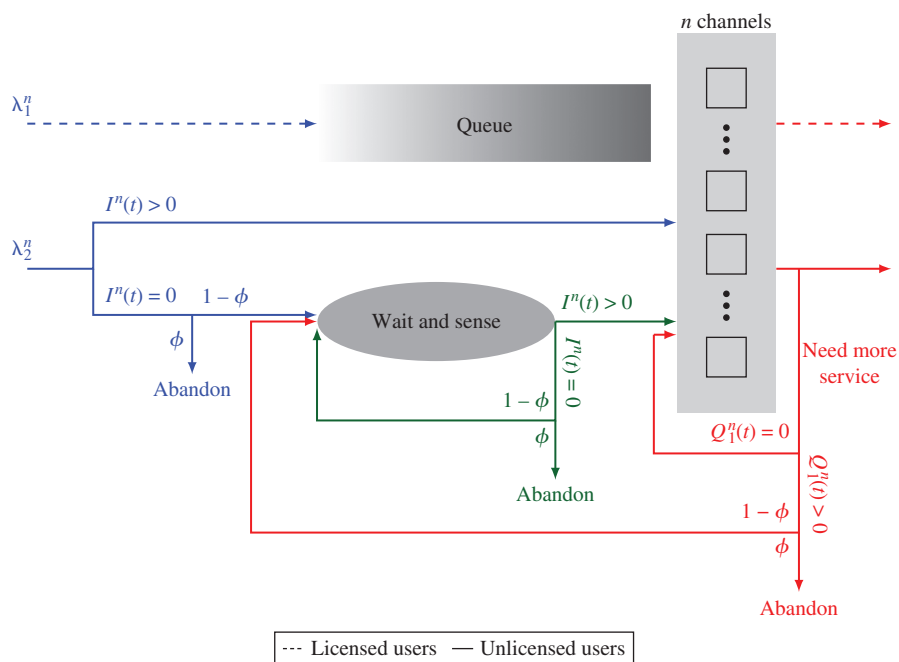 n channels
λ₁ⁿ
Queue
Iⁿ(t) > 0
λ₂ⁿ
Iⁿ(t) = 0
1 − ϕ
Wait and sense
Iⁿ(t) > 0
ϕ
Iⁿ(t) = 0
Need more
service
Abandon
1 − ϕ
ϕ
Q₁ⁿ(t) = 0
Q₁ⁿ(t) > 0
Abandon
1 − ϕ
ϕ
Abandon
Licensed users
Unlicensed users